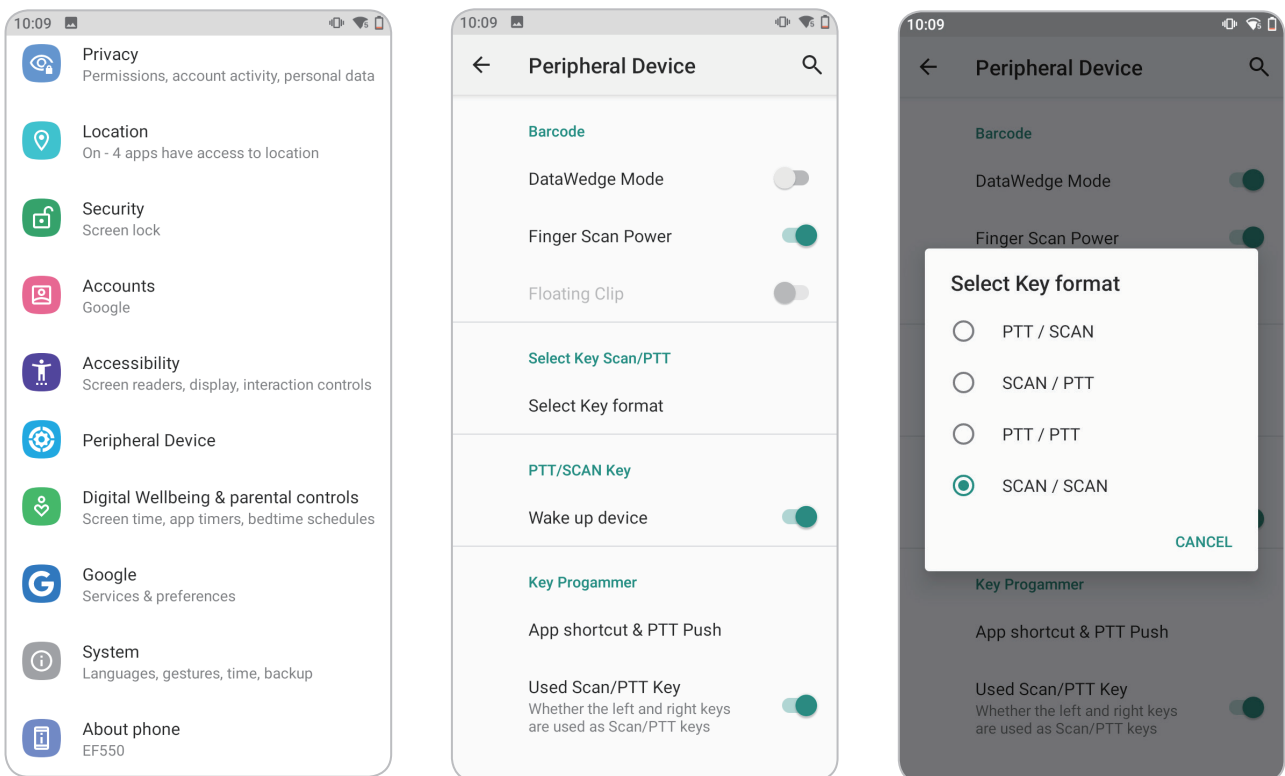 10:09
Privacy
Permissions, account activity, personal data
Location
On - 4 apps have access to location
Security
Screen lock
Accounts
Google
Accessibility
Screen readers, display, interaction controls
Peripheral Device
Digital Wellbeing & parental controls
Screen time, app timers, bedtime schedules
Google
Services & preferences
System
Languages, gestures, time, backup
About phone
EF550
10:09
Peripheral Device
Barcode
DataWedge Mode
Finger Scan Power
Floating Clip
Select Key Scan/PTT
Select Key format
PTT/SCAN Key
Wake up device
Key Progammer
App shortcut & PTT Push
Used Scan/PTT Key
Whether the left and right keys
are used as Scan/PTT keys
10:09
Peripheral Device
Barcode
DataWedge Mode
Finger Scan Power
Select Key format
PTT / SCAN
SCAN / PTT
PTT / PTT
SCAN / SCAN
CANCEL
Key Progammer
App shortcut & PTT Push
Used Scan/PTT Key
Whether the left and right keys
are used as Scan/PTT keys